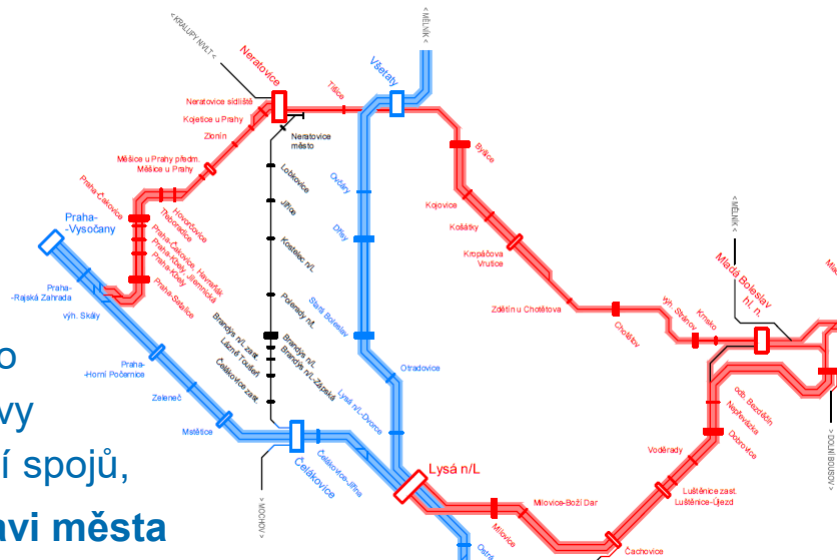 < KRALUPY N/VLT <
< MĚLNÍK <
Neratovice
Všetaty
Neratovice sídliště
Tišice
Kojetice u Prahy
Zlonín
Neratovice
město
Byšice
Měšice u Prahy předm.
Měšice u Prahy
Lobkovice
Ovčáry
Praha-Čakovice
Hovorčovice
Třeboradice
Jiřice
Kojovice
Praha-
-Vysočany
Praha-Čakovice, Havraňák
Praha-Kbely, Jilemnická
Praha-Kbely
Praha-Satalice
Kostelec n/L
Dřísy
Košátky
Kropáčova
Vrutice
< MĚLNÍK <
Mladá Boleslav
hl. n.
Praha-
-Rajská Zahrada
výh. Skály
Polerady n/L
Stará Boleslav
Zdětín u Chotětova
Chotětov
výh. Stránov
Krnsko
Brandýs n/L zast.
Lázně Toušeň
Čelákovice zast.
Brandýs n/L
Brandýs n/L-Zápská
Praha-
-Horní Počernice
Otradovice
Zeleneč
Lysá n/L-Dvorce
odb. Bezděčín
Nepřevázka
Dobrovice
Mstětice
Čelákovice
Čelákovice-Jiřina
Lysá n/L
Voděrady
> DOLNÍ BOUSOV >
Luštěnice zast.
Luštěnice-Újezd
> MOCHOV >
Milovice
Milovice-Boží Dar
Čachovice
Ostrá
o
vy
í spojů,
avi města